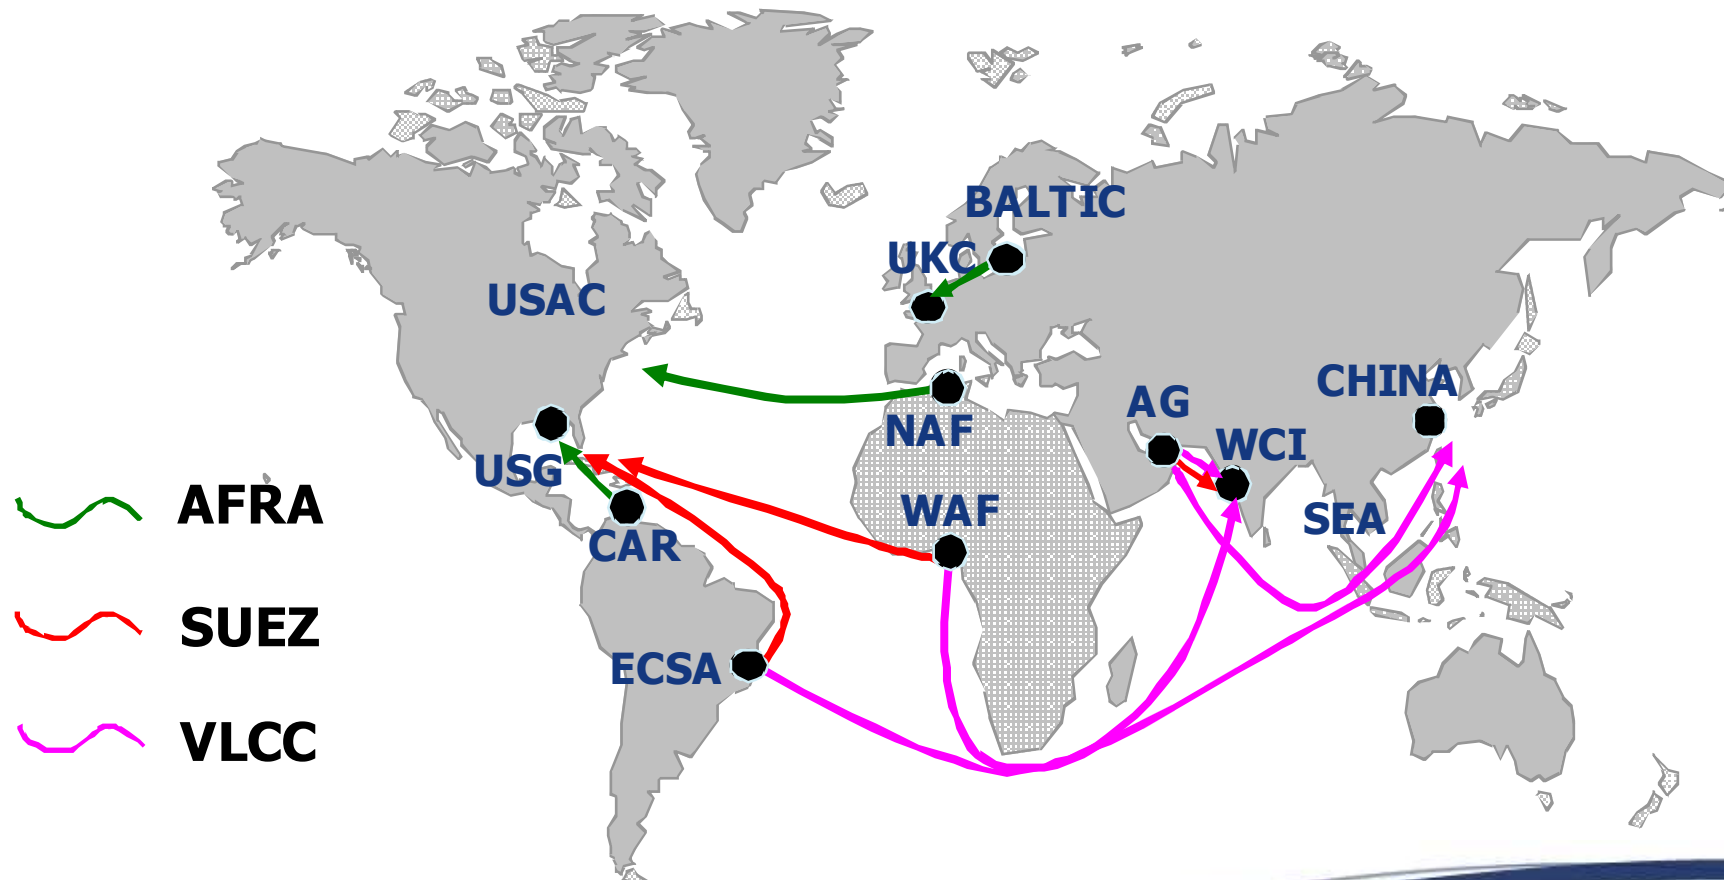 BALTIC
UKC
USAC
CHINA
AG
NAF
WCI
USG
AFRA
WAF
SEA
CAR
SUEZ
ECSA
VLCC